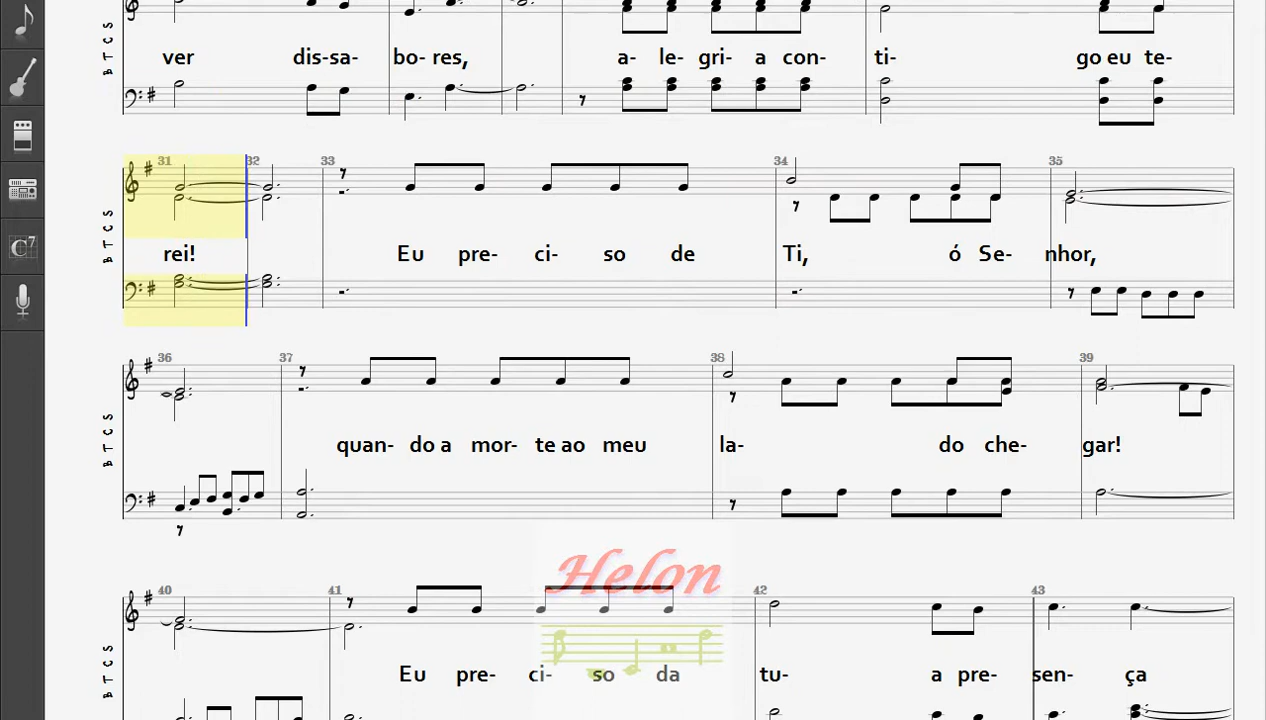 B T C S
ver dis-sa- bo- res, a- le- gri- a con- ti- go eu te-
31 32 33 34 35
B T C S
rei! Eu pre- ci- so de Ti, ó Se- nhor,
C7
36 37 38 39
B T C S
quan- do a mor- te ao meu la- do che- gar!
Helon
40 41 42 43
B T C S
Eu pre- ci- so da tu- a pre- sen- ça